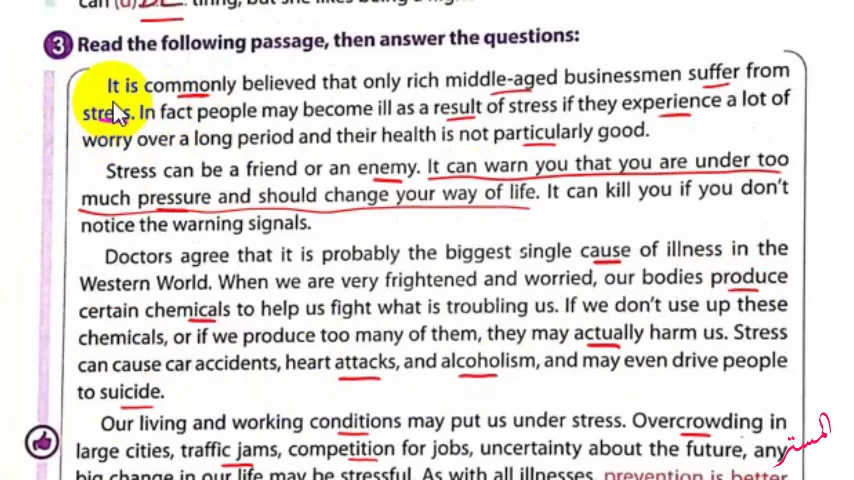 can (d) tiring, but she likes being a
3 Read the following passage, then answer the questions:
It is commonly believed that only rich middle-aged businessmen suffer from
stress. In fact people may become ill as a result of stress if they experience a lot of
worry over a long period and their health is not particularly good.
Stress can be a friend or an enemy. It can warn you that you are under too
much pressure and should change your way of life. It can kill you if you don't
notice the warning signals.
Doctors agree that it is probably the biggest single cause of illness in the
Western World. When we are very frightened and worried, our bodies produce
certain chemicals to help us fight what is troubling us. If we don't use up these
chemicals, or if we produce too many of them, they may actually harm us. Stress
can cause car accidents, heart attacks, and alcoholism, and may even drive people
to suicide.
Our living and working conditions may put us under stress. Overcrowding in
large cities, traffic jams, competition for jobs, uncertainty about the future, any
big change in our life may be stressful. As with all illnesses, prevention is better